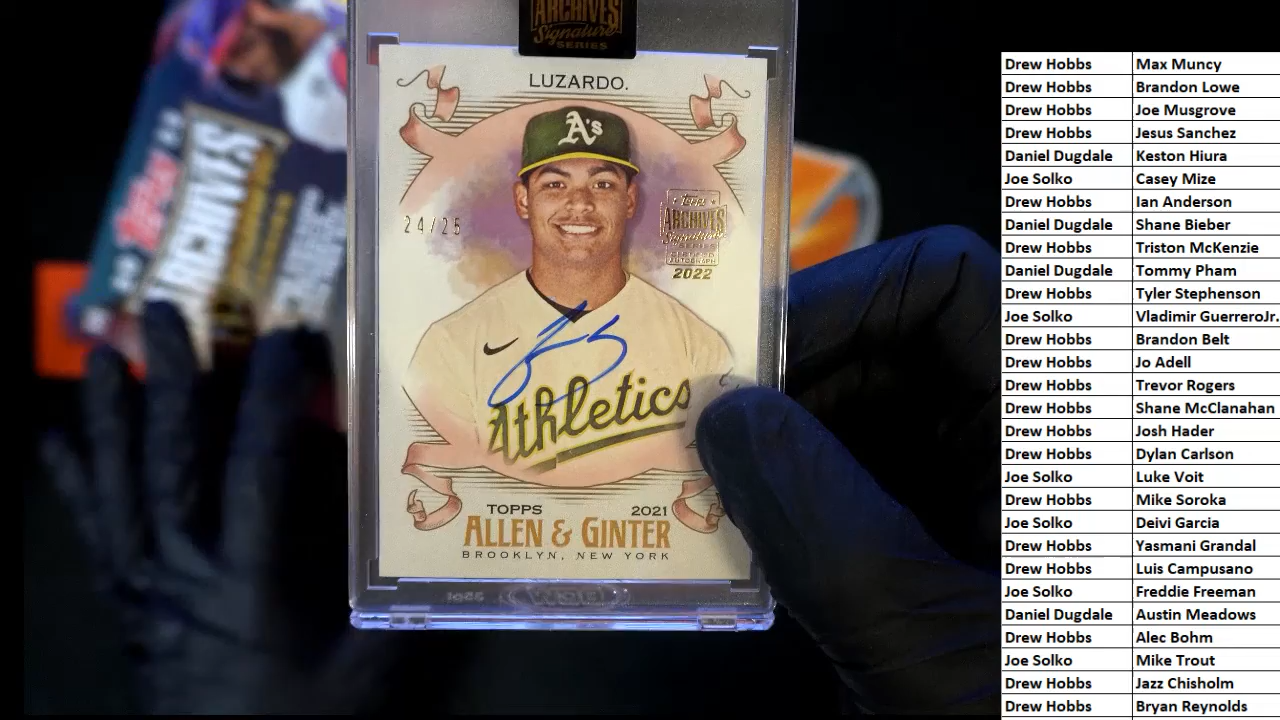 ARCHIVES
Signature
SERIES
LUZARDO.
A's
24/25
Topps
ARCHIVES
Signature
SERIES
CERTIFIED
AUTOGRAPH
2022
Athletics
TOPPS 2021
ALLEN & GINTER
BROOKLYN, NEW YORK
Topps
ARCHIVES
Drew Hobbs Max Muncy
Drew Hobbs Brandon Lowe
Drew Hobbs Joe Musgrove
Drew Hobbs Jesus Sanchez
Daniel Dugdale Keston Hiura
Joe Solko Casey Mize
Drew Hobbs Ian Anderson
Daniel Dugdale Shane Bieber
Drew Hobbs Triston McKenzie
Daniel Dugdale Tommy Pham
Drew Hobbs Tyler Stephenson
Joe Solko Vladimir GuerreroJr.
Drew Hobbs Brandon Belt
Drew Hobbs Jo Adell
Drew Hobbs Trevor Rogers
Drew Hobbs Shane McClanahan
Drew Hobbs Josh Hader
Drew Hobbs Dylan Carlson
Joe Solko Luke Voit
Drew Hobbs Mike Soroka
Joe Solko Deivi Garcia
Drew Hobbs Yasmani Grandal
Drew Hobbs Luis Campusano
Joe Solko Freddie Freeman
Daniel Dugdale Austin Meadows
Drew Hobbs Alec Bohm
Joe Solko Mike Trout
Drew Hobbs Jazz Chisholm
Drew Hobbs Bryan Reynolds